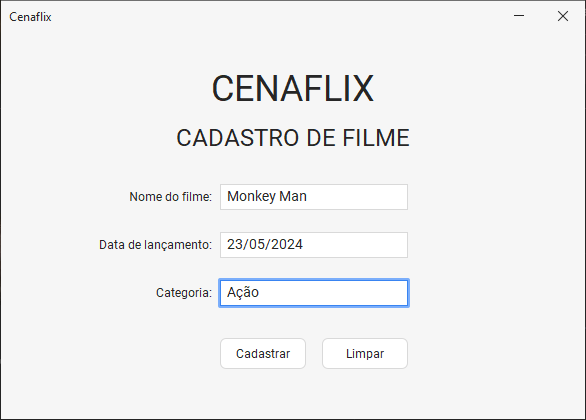 Cenaflix
CENAFLIX
CADASTRO DE FILME
Nome do filme: Monkey Man
Data de lançamento: 23/05/2024
Categoria: Ação
Cadastrar Limpar